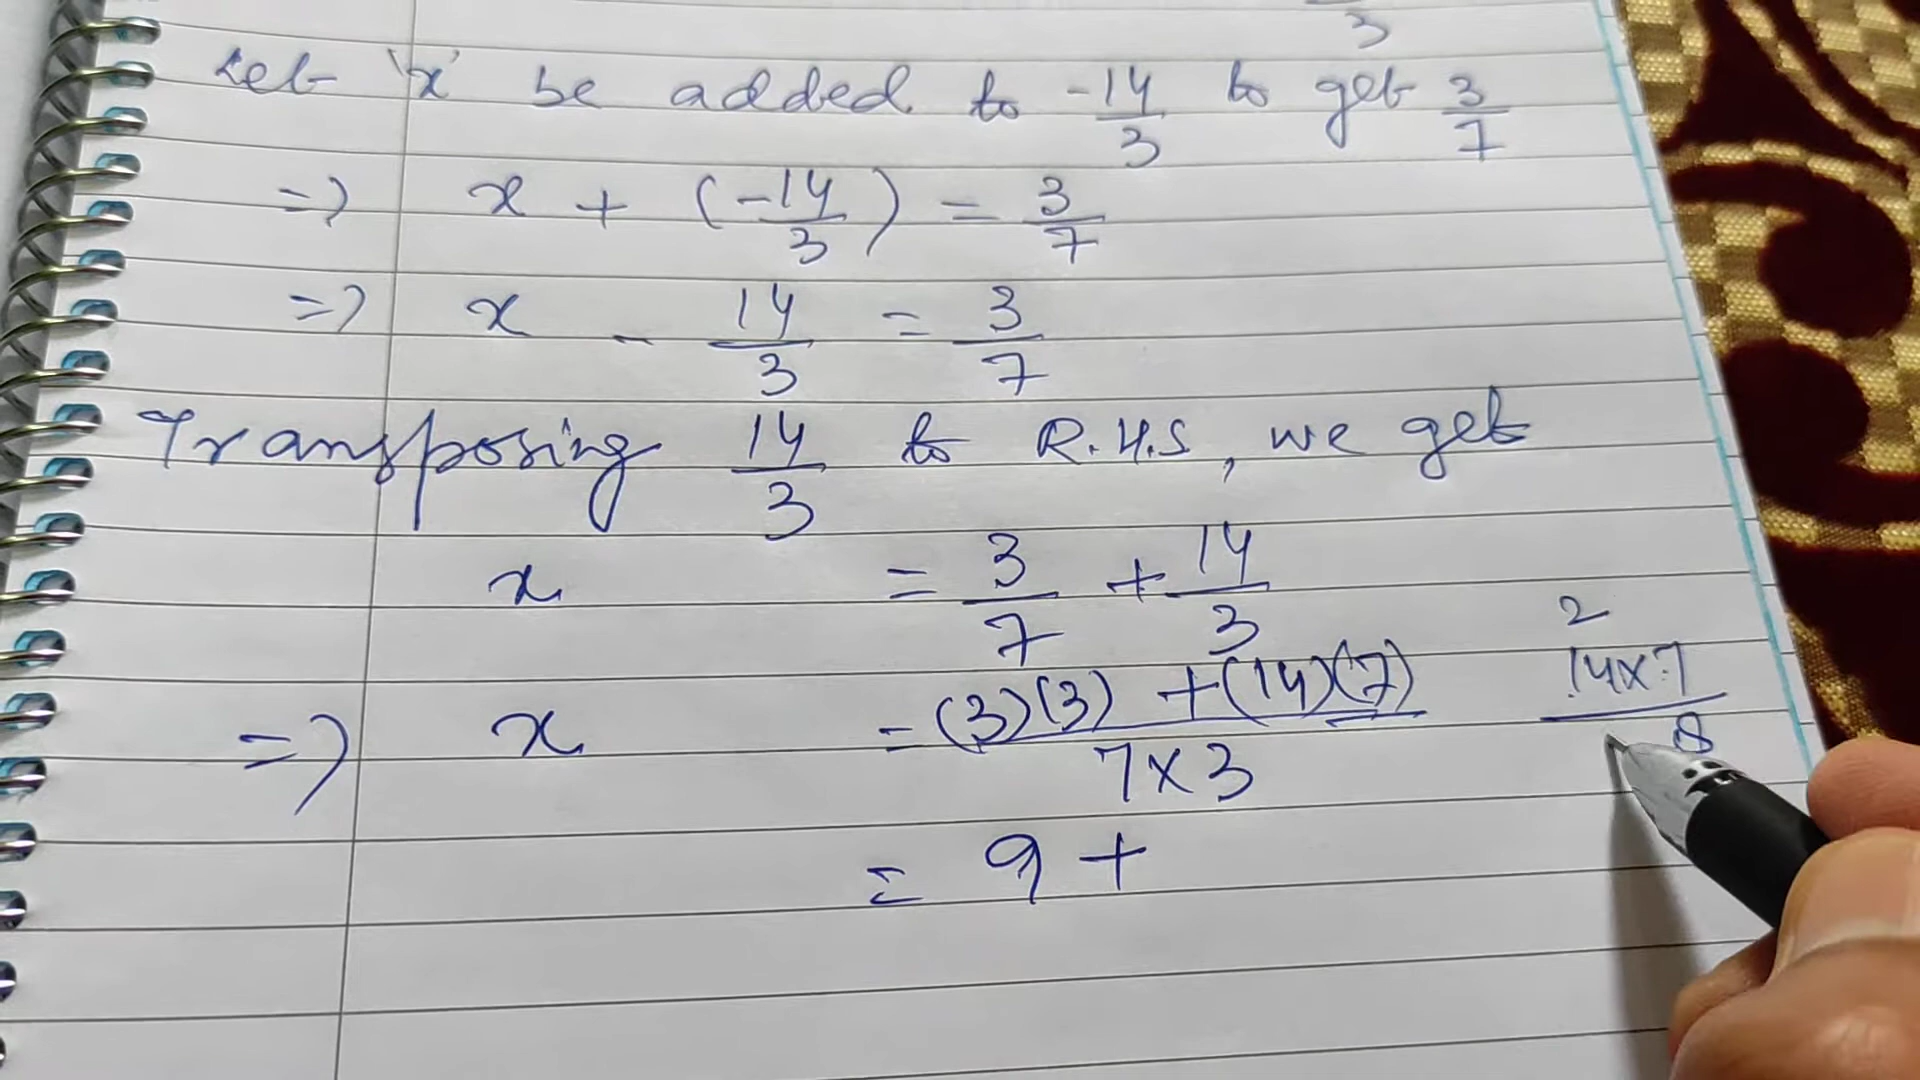 3
Let 'x' be added to -14/3 to get 3/7
=> x + (-14/3) = 3/7
=> x - 14/3 = 3/7
Transposing 14/3 to R.H.S, we get
x = 3/7 + 14/3
=> x = (3)(3) + (14)(7) / 7×3
2
14×7
8
= 9 +